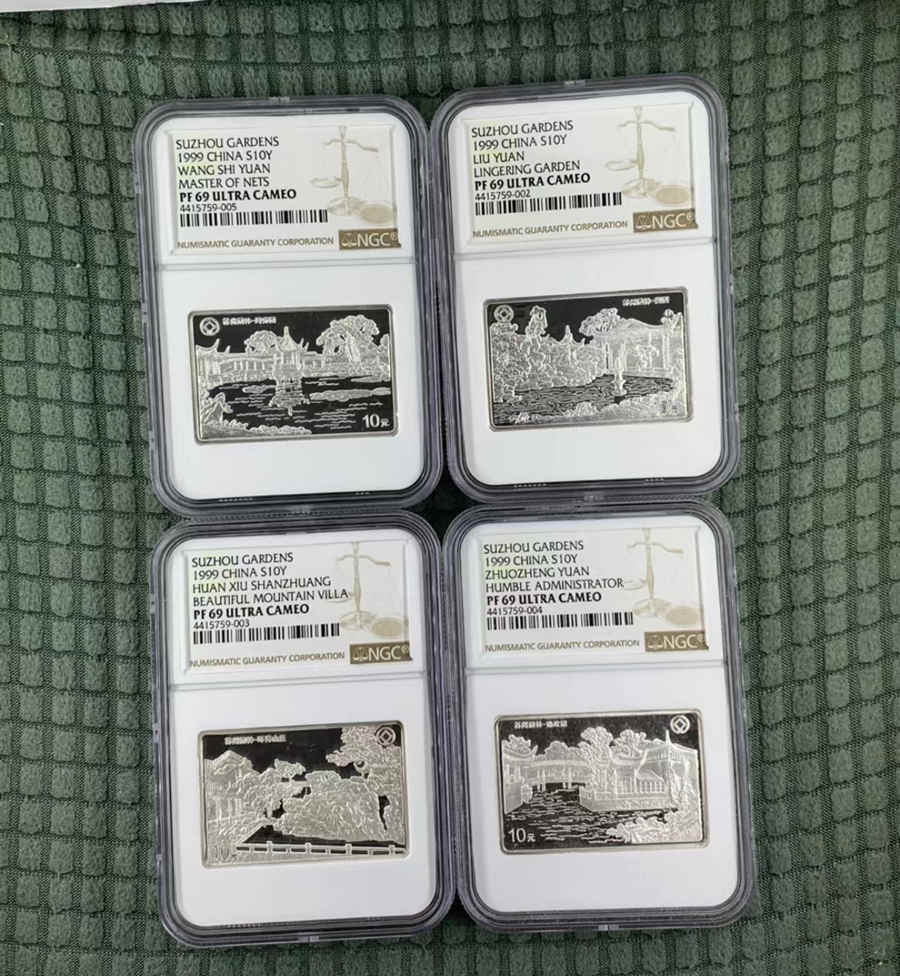 SUZHOU GARDENS
1999 CHINA S10Y
WANG SHI YUAN
MASTER OF NETS
PF 69 ULTRA CAMEO
4415759-005
NUMISMATIC GUARANTY CORPORATION
NGC®
10元
SUZHOU GARDENS
1999 CHINA S10Y
LIU YUAN
LINGERING GARDEN
PF 69 ULTRA CAMEO
4415759-002
NUMISMATIC GUARANTY CORPORATION
NGC®
SUZHOU GARDENS
1999 CHINA S10Y
HUAN XIU SHANZHUANG
BEAUTIFUL MOUNTAIN VILLA
PF 69 ULTRA CAMEO
4415759-003
NUMISMATIC GUARANTY CORPORATION
NGC®
SUZHOU GARDENS
1999 CHINA S10Y
ZHUOZHENG YUAN
HUMBLE ADMINISTRATOR
PF 69 ULTRA CAMEO
4415759-004
NUMISMATIC GUARANTY CORPORATION
NGC®
10元